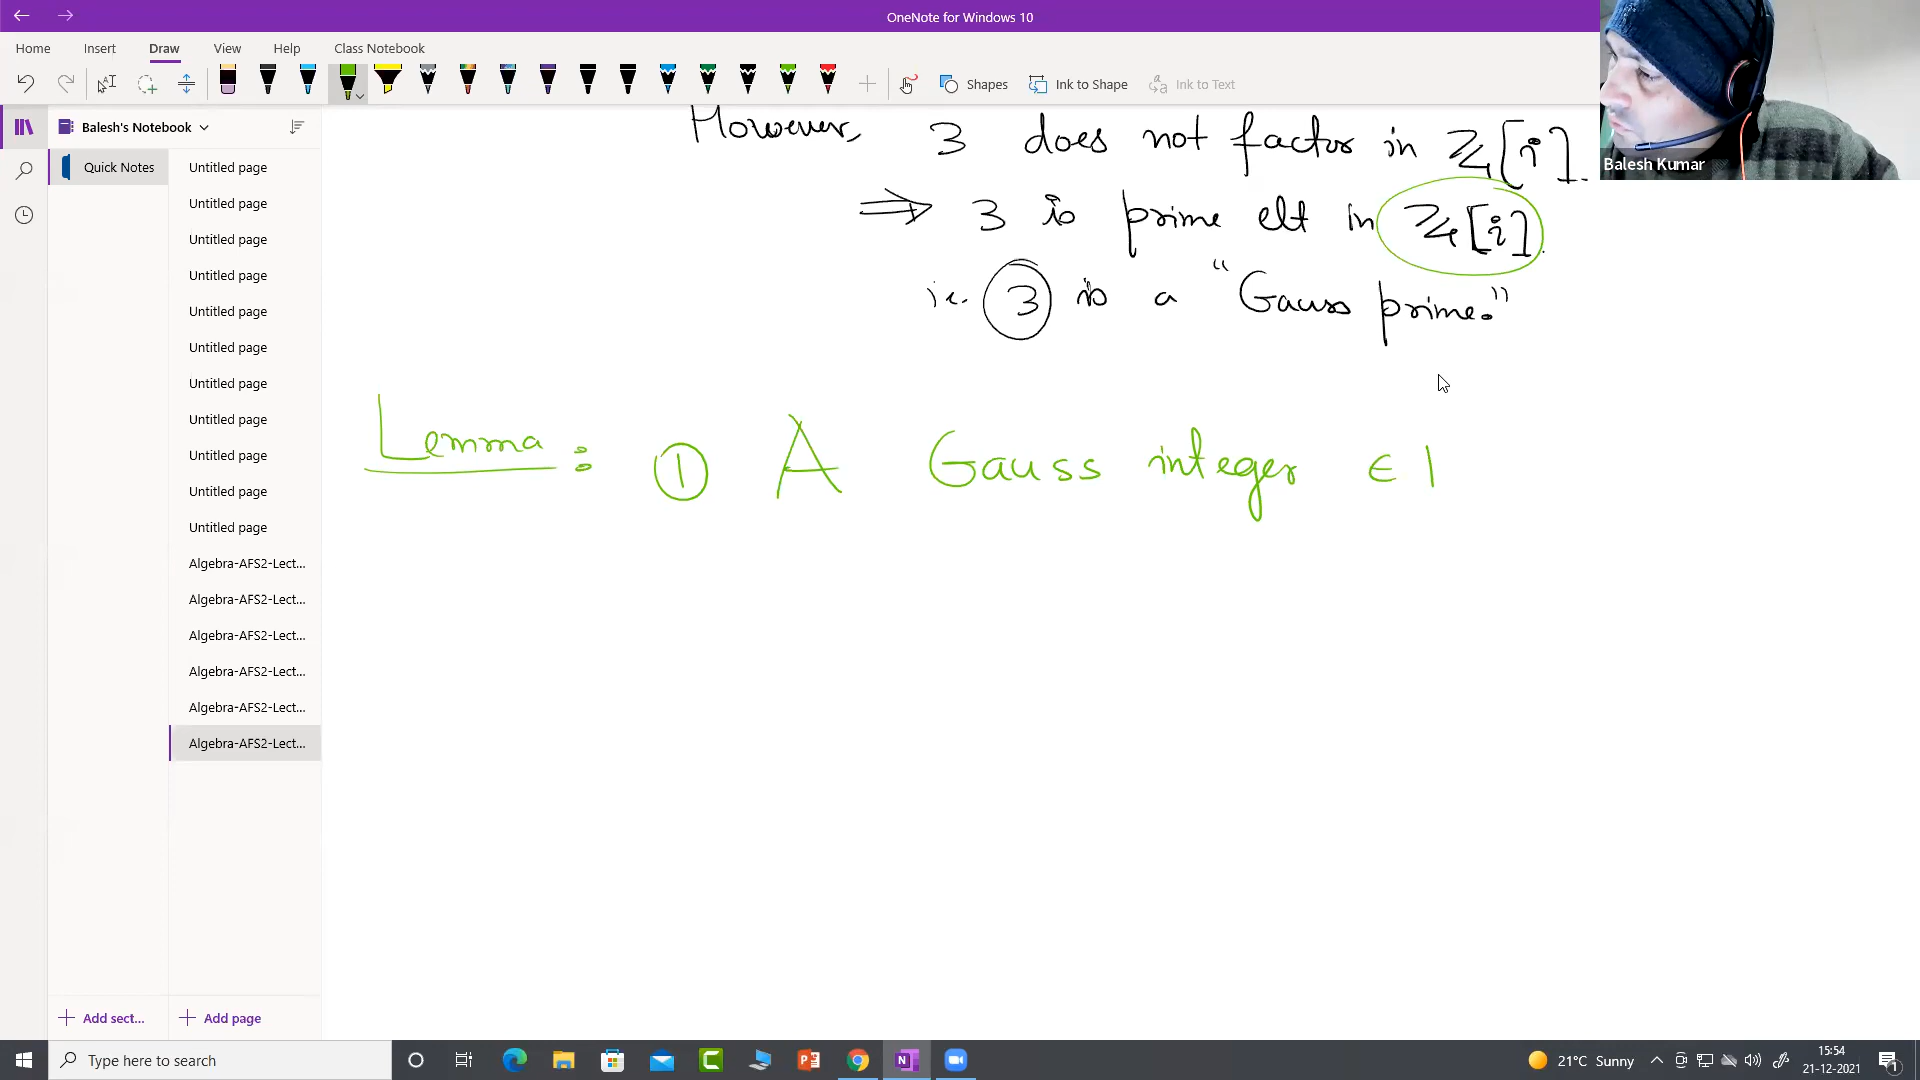 OneNote for Windows 10
Home Insert Draw View Help Class Notebook
Shapes Ink to Shape Ink to Text
Balesh Kumar
Balesh's Notebook
Quick Notes
Untitled page
Untitled page
Untitled page
Untitled page
Untitled page
Untitled page
Untitled page
Untitled page
Untitled page
Untitled page
Untitled page
Algebra-AFS2-Lect...
Algebra-AFS2-Lect...
Algebra-AFS2-Lect...
Algebra-AFS2-Lect...
Algebra-AFS2-Lect...
Algebra-AFS2-Lect...
However, 3 does not factor in ℤ[i].
⇒ 3 is prime elt in ℤ[i].
i.e. 3 is a "Gauss prime."
Lemma : ① A Gauss integer ∈ |
Add sect... Add page
Type here to search
21°C Sunny
15:54
21-12-2021
1